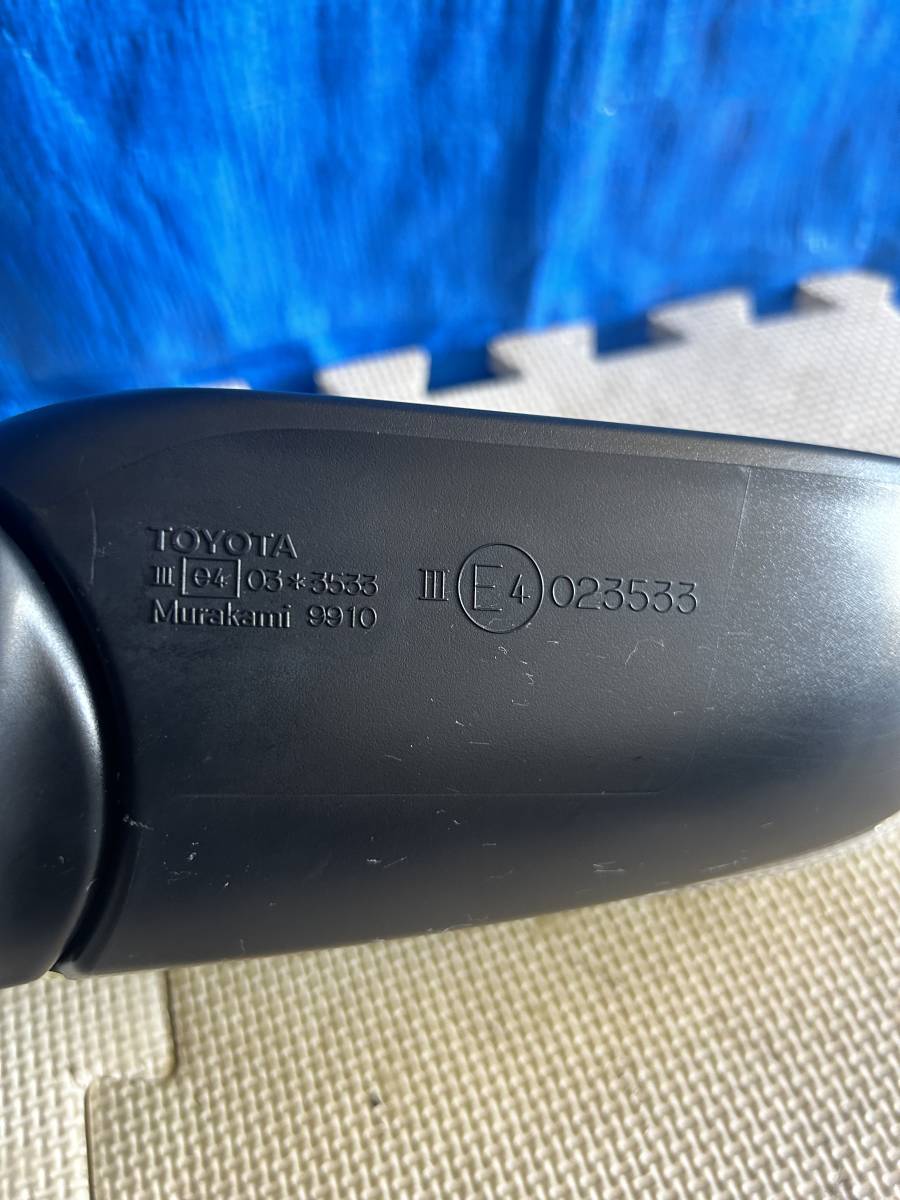 TOYOTA
III e4 03*3533
Murakami 9910
III E4 023533